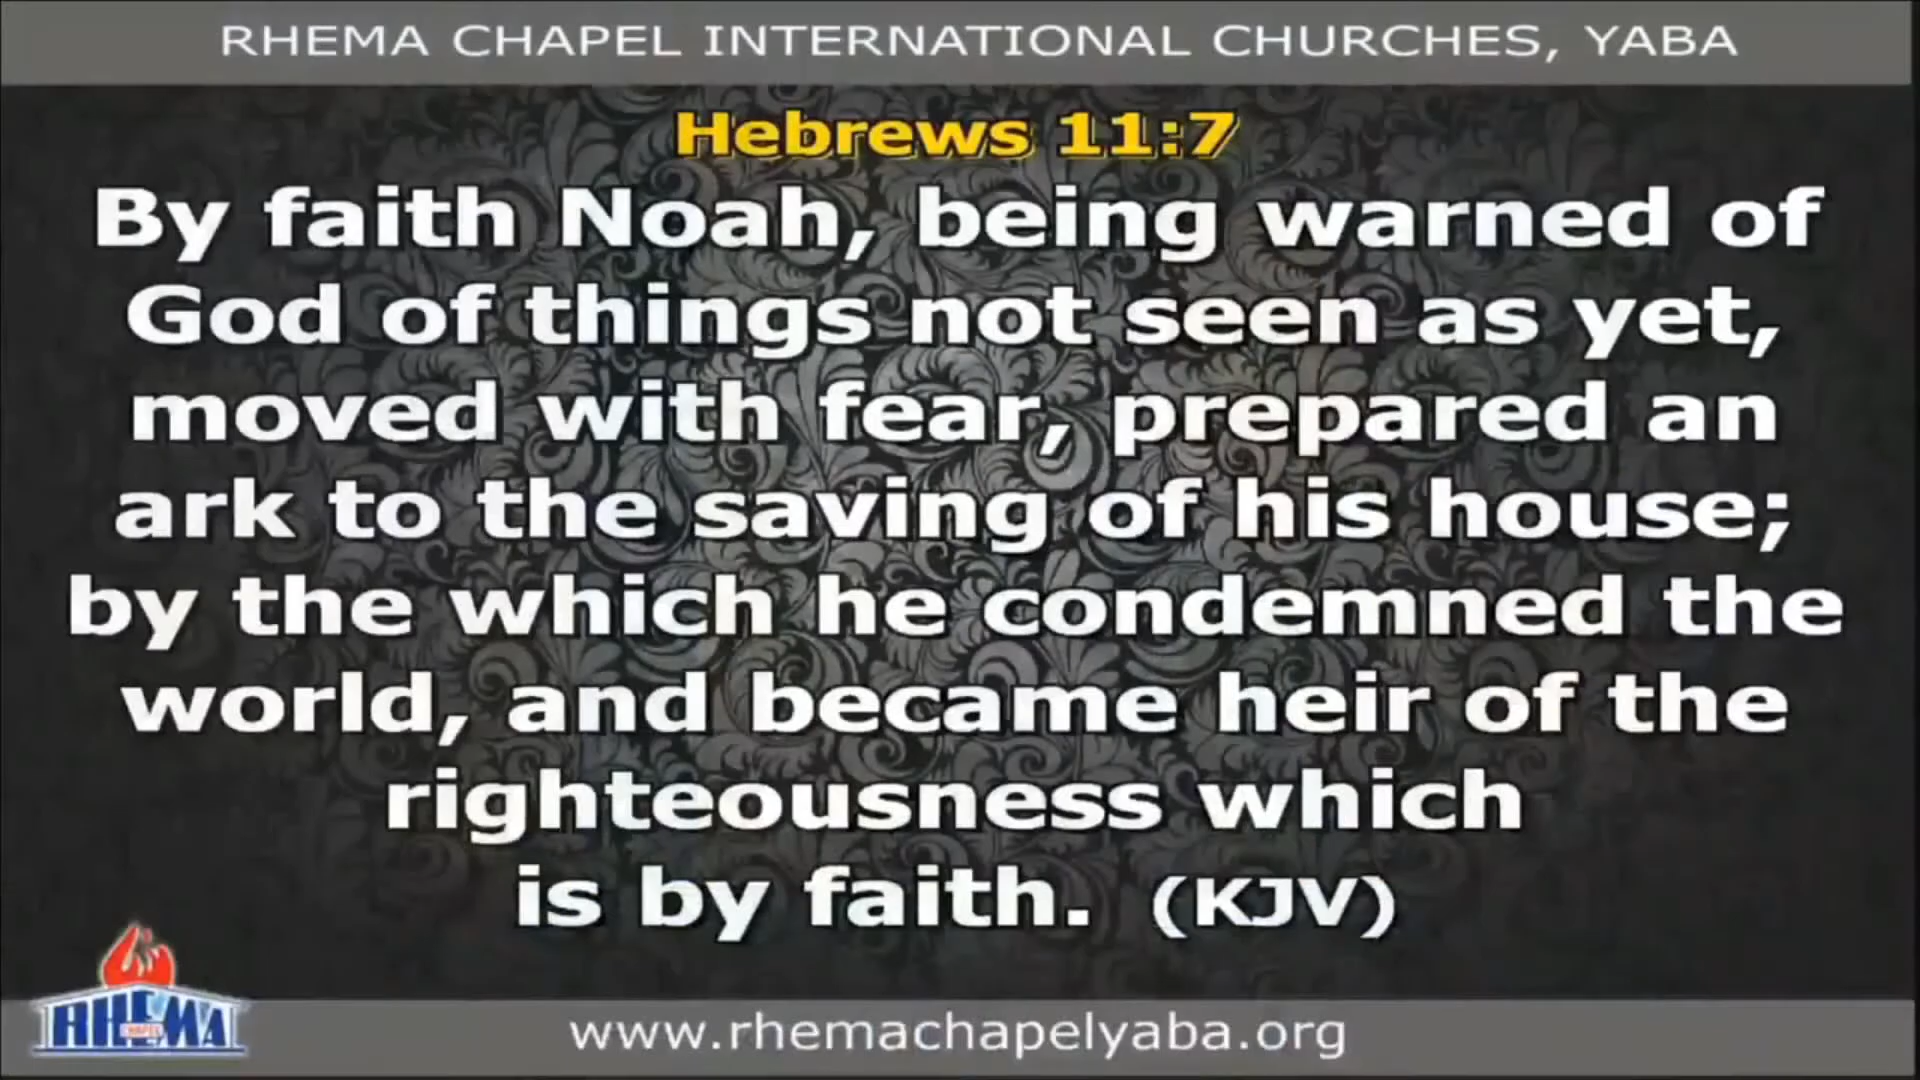 RHEMA CHAPEL INTERNATIONAL CHURCHES, YABA
Hebrews 11:7
By faith Noah, being warned of
God of things not seen as yet,
moved with fear, prepared an
ark to the saving of his house;
by the which he condemned the
world, and became heir of the
righteousness which
is by faith. (KJV)
RHEMA
CHAPEL
www.rhemachapelyaba.org